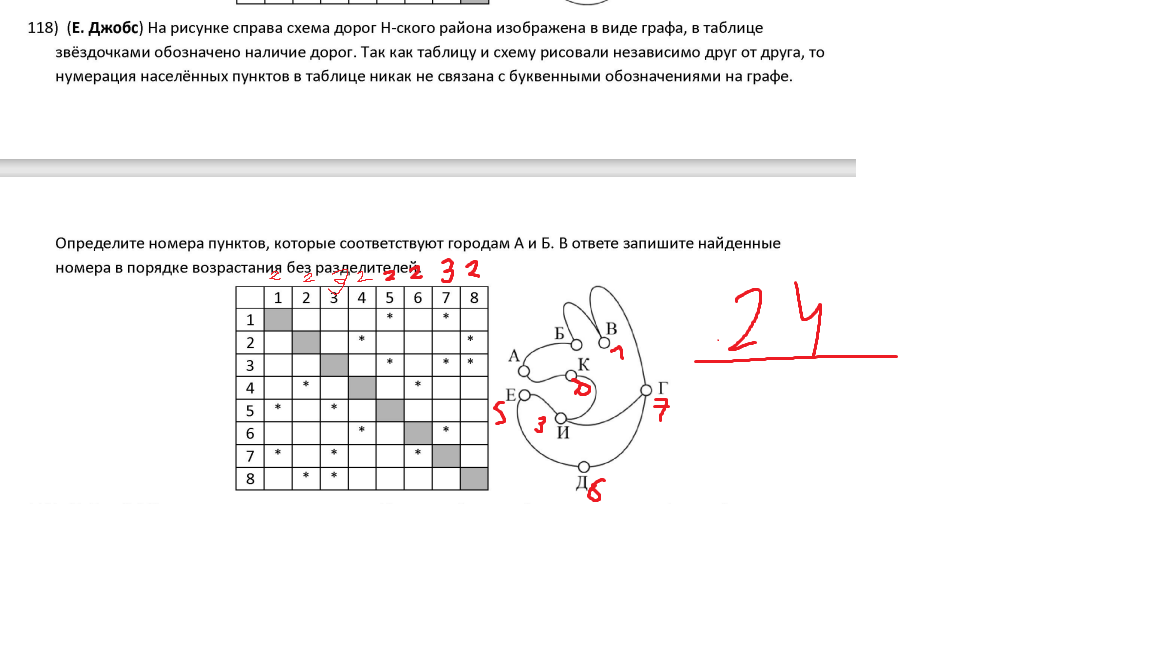 118) (Е. Джобс) На рисунке справа схема дорог Н-ского района изображена в виде графа, в таблице
звёздочками обозначено наличие дорог. Так как таблицу и схему рисовали независимо друг от друга, то
нумерация населённых пунктов в таблице никак не связана с буквенными обозначениями на графе.
Определите номера пунктов, которые соответствуют городам А и Б. В ответе запишите найденные
номера в порядке возрастания без разделителей.
2 2 3 2 2 2 3 2
1 2 3 4 5 6 7 8
1 * *
2 * *
3 * * *
4 * *
5 * *
6 * *
7 * * *
8 * *
Б В
1
А К
Е Г
5 7
3 И
Д 6
24